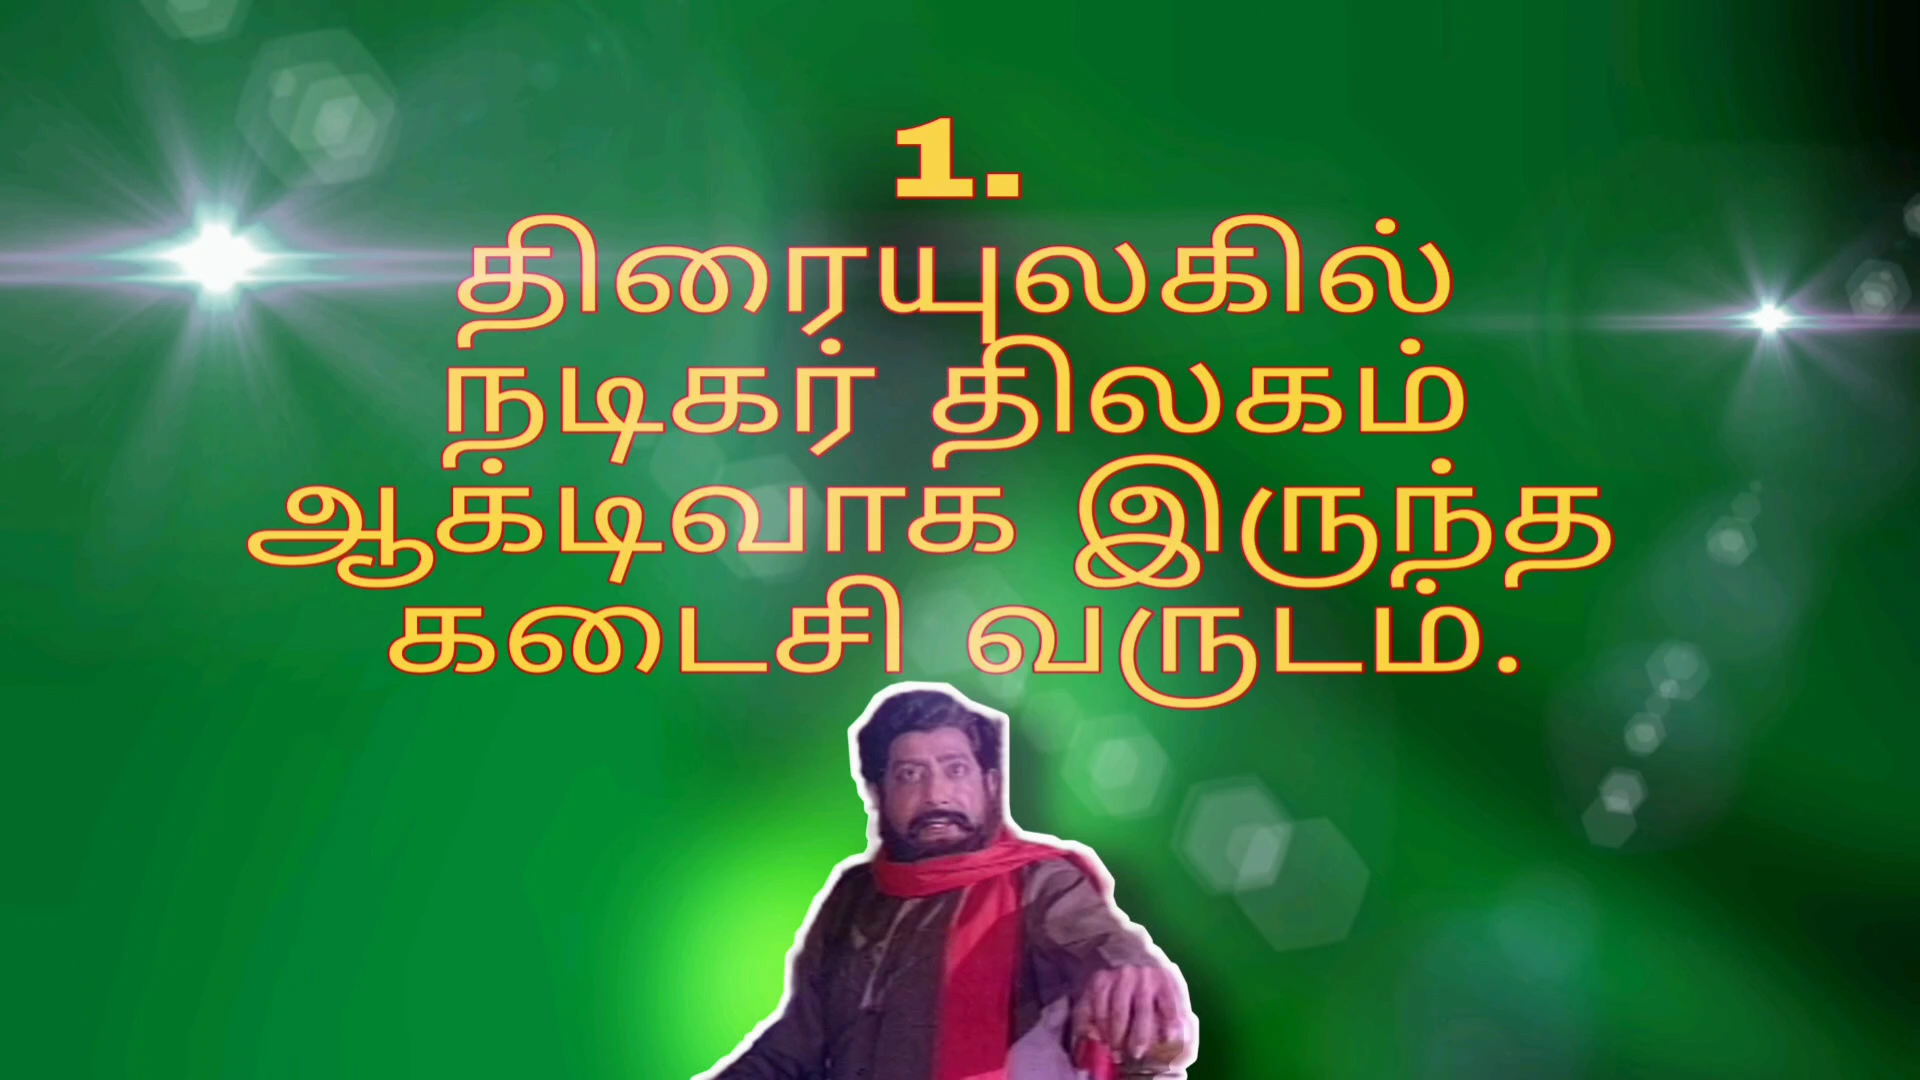 1.
திரையுலகில்
நடிகர் திலகம்
ஆக்டிவாக இருந்த
கடைசி வருடம்.